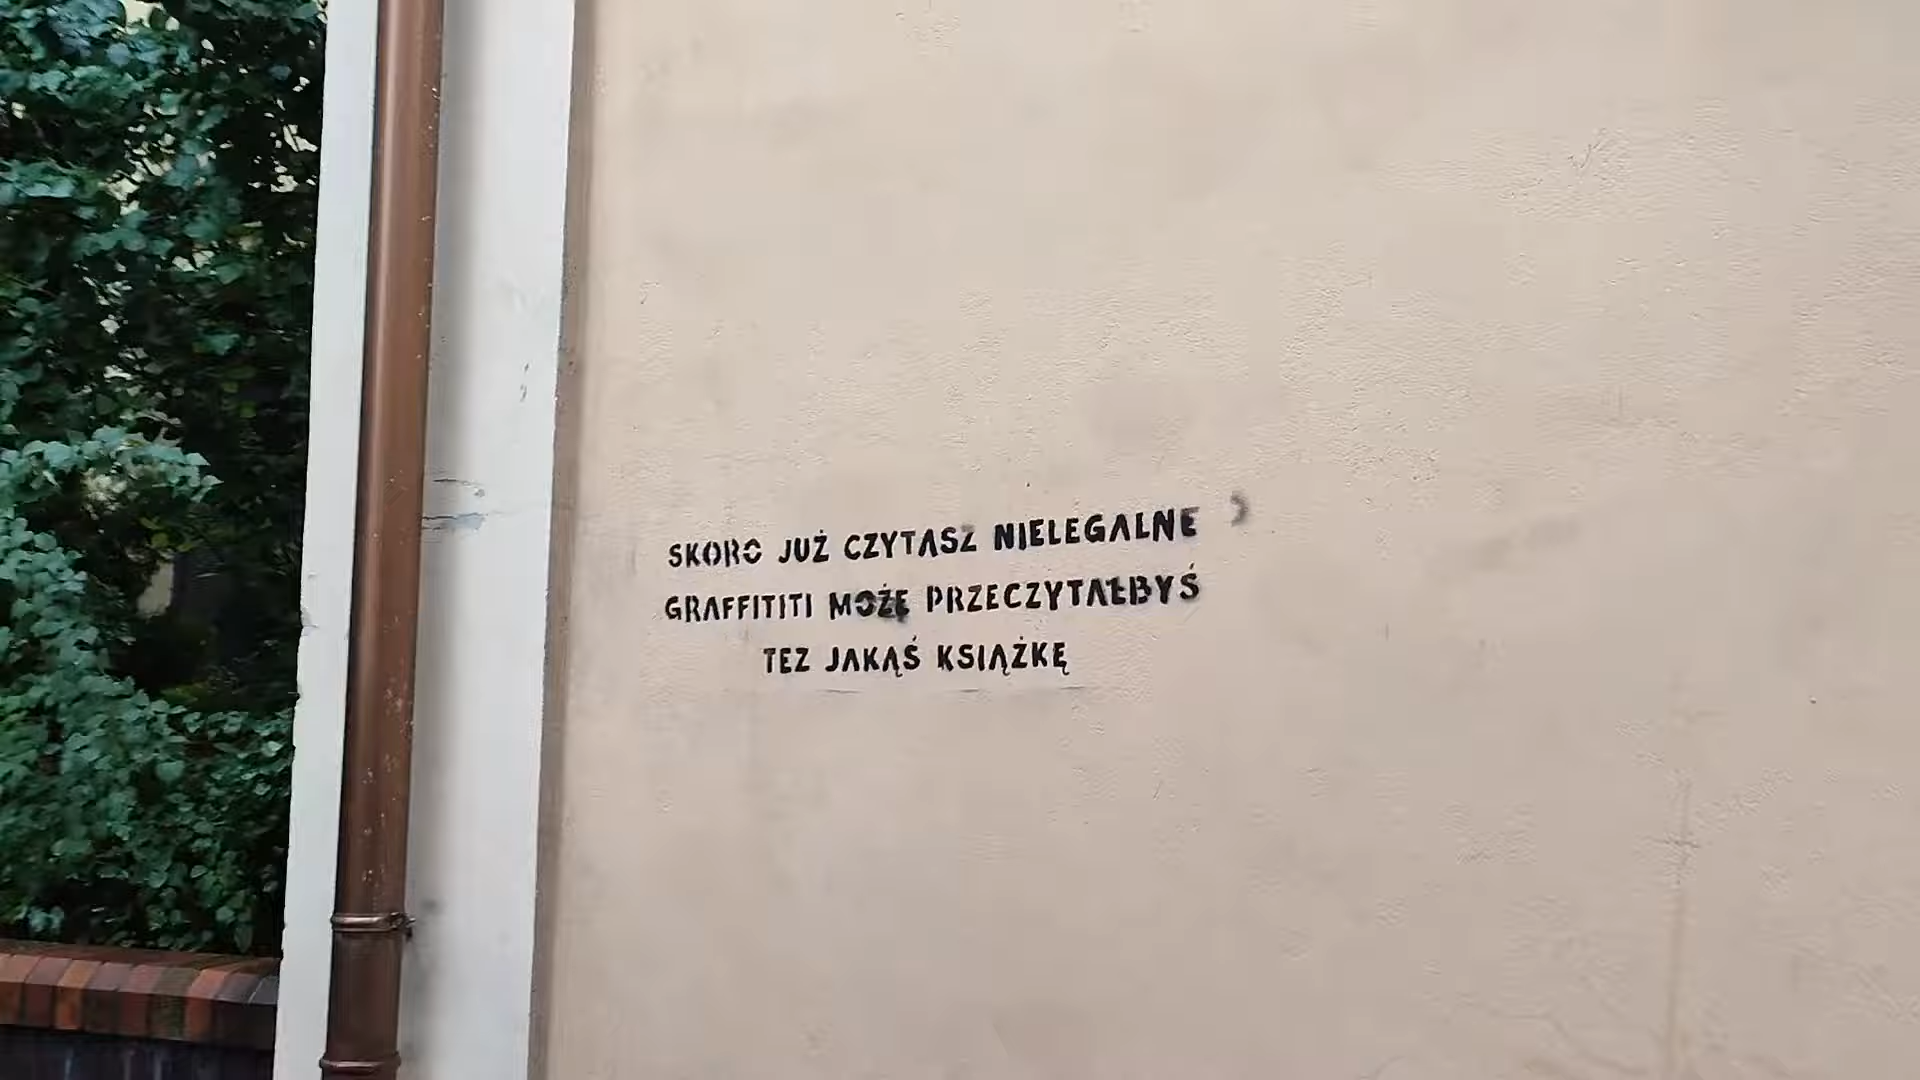 SKORO JUŻ CZYTASZ NIELEGALNE
GRAFFITITI MOŻE PRZECZYTAŁBYŚ
TEZ JAKĄŚ KSIĄŻKĘ